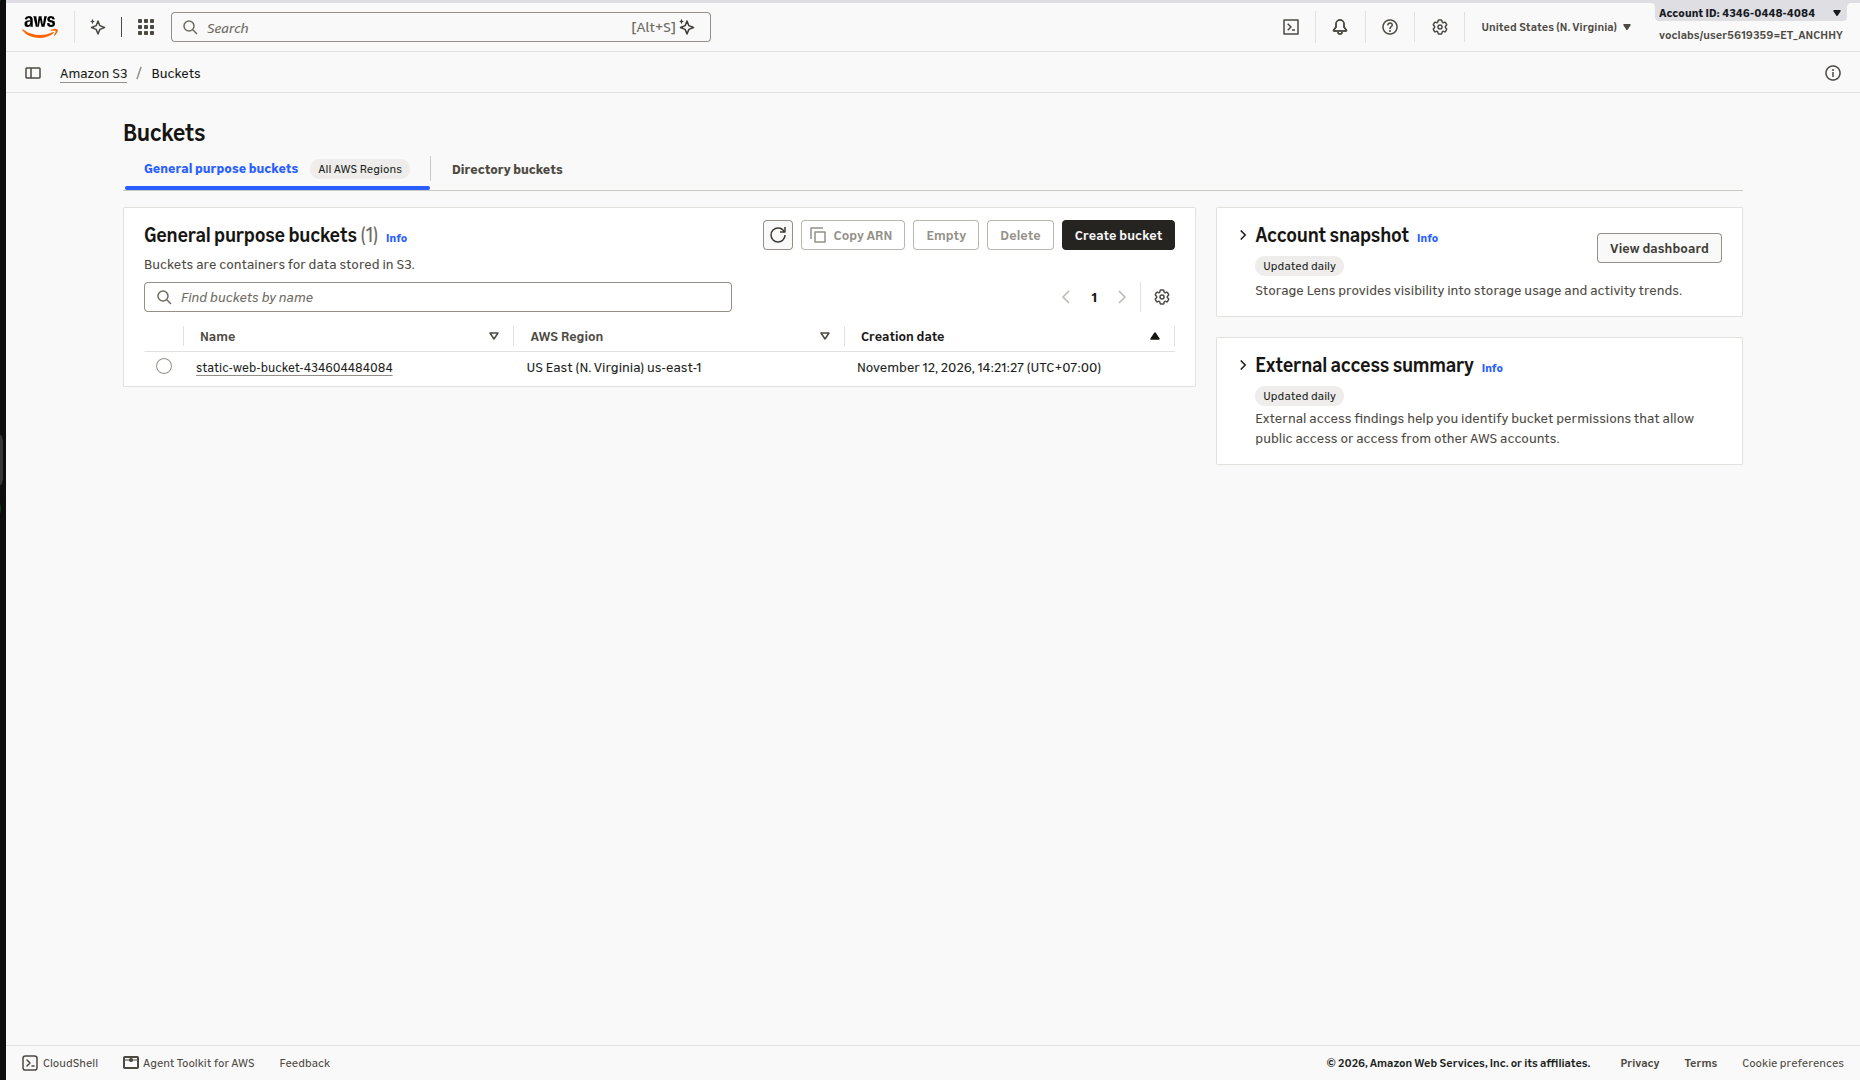 aws
Search [Alt+S]
United States (N. Virginia)
Account ID: 4346-0448-4084
voclabs/user5619359=ET_ANCHHY
Amazon S3 / Buckets
Buckets
General purpose buckets All AWS Regions Directory buckets
General purpose buckets (1) Info
Copy ARN Empty Delete Create bucket
Buckets are containers for data stored in S3.
Find buckets by name
1
Name AWS Region Creation date
static-web-bucket-434604484084 US East (N. Virginia) us-east-1 November 12, 2026, 14:21:27 (UTC+07:00)
Account snapshot Info
View dashboard
Updated daily
Storage Lens provides visibility into storage usage and activity trends.
External access summary Info
Updated daily
External access findings help you identify bucket permissions that allow
public access or access from other AWS accounts.
CloudShell Agent Toolkit for AWS Feedback
© 2026, Amazon Web Services, Inc. or its affiliates. Privacy Terms Cookie preferences